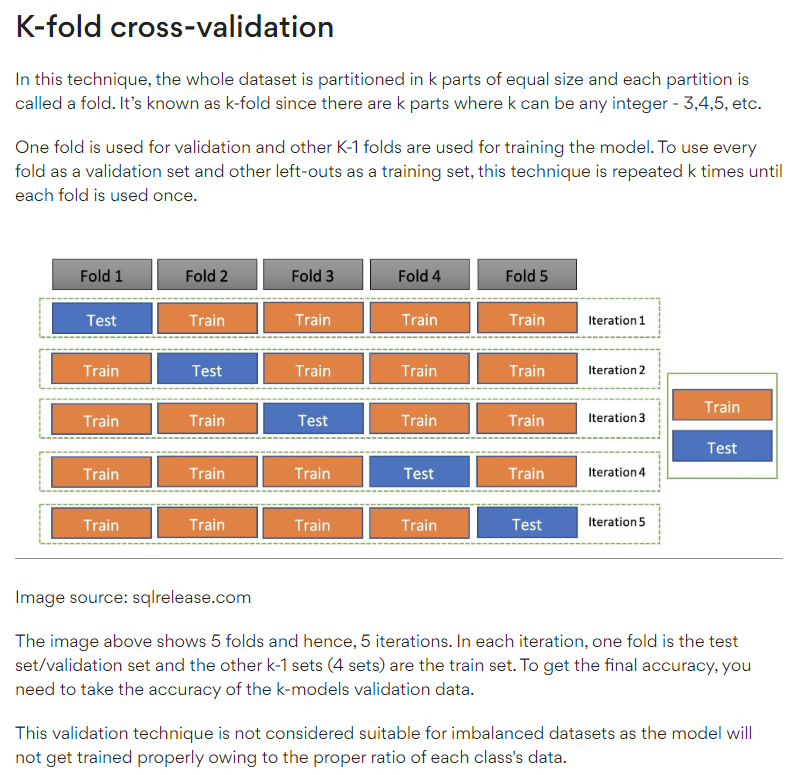 K-fold cross-validation
In this technique, the whole dataset is partitioned in k parts of equal size and each partition is
called a fold. It’s known as k-fold since there are k parts where k can be any integer - 3,4,5, etc.
One fold is used for validation and other K-1 folds are used for training the model. To use every
fold as a validation set and other left-outs as a training set, this technique is repeated k times until
each fold is used once.
Fold 1 Fold 2 Fold 3 Fold 4 Fold 5
Test Train Train Train Train Iteration 1
Train Test Train Train Train Iteration 2
Train Train Test Train Train Iteration 3
Train Train Train Test Train Iteration 4
Train Train Train Train Test Iteration 5
Train
Test
Image source: sqlrelease.com
The image above shows 5 folds and hence, 5 iterations. In each iteration, one fold is the test
set/validation set and the other k-1 sets (4 sets) are the train set. To get the final accuracy, you
need to take the accuracy of the k-models validation data.
This validation technique is not considered suitable for imbalanced datasets as the model will
not get trained properly owing to the proper ratio of each class's data.